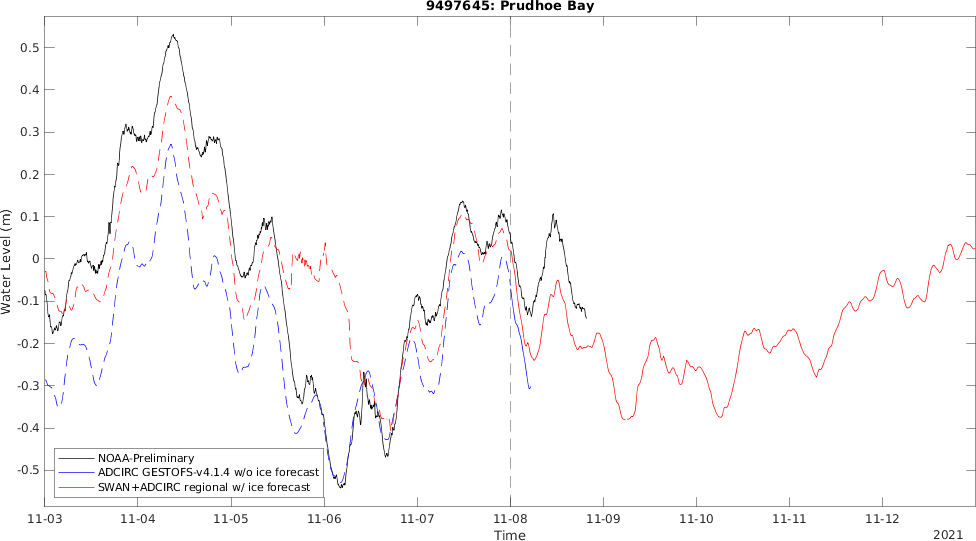 9497645: Prudhoe Bay
Water Level (m)
0.5
0.4
0.3
0.2
0.1
0
-0.1
-0.2
-0.3
-0.4
-0.5
NOAA-Preliminary
ADCIRC GESTOFS-v4.1.4 w/o ice forecast
SWAN+ADCIRC regional w/ ice forecast
11-03 11-04 11-05 11-06 11-07 11-08 11-09 11-10 11-11 11-12
Time
2021